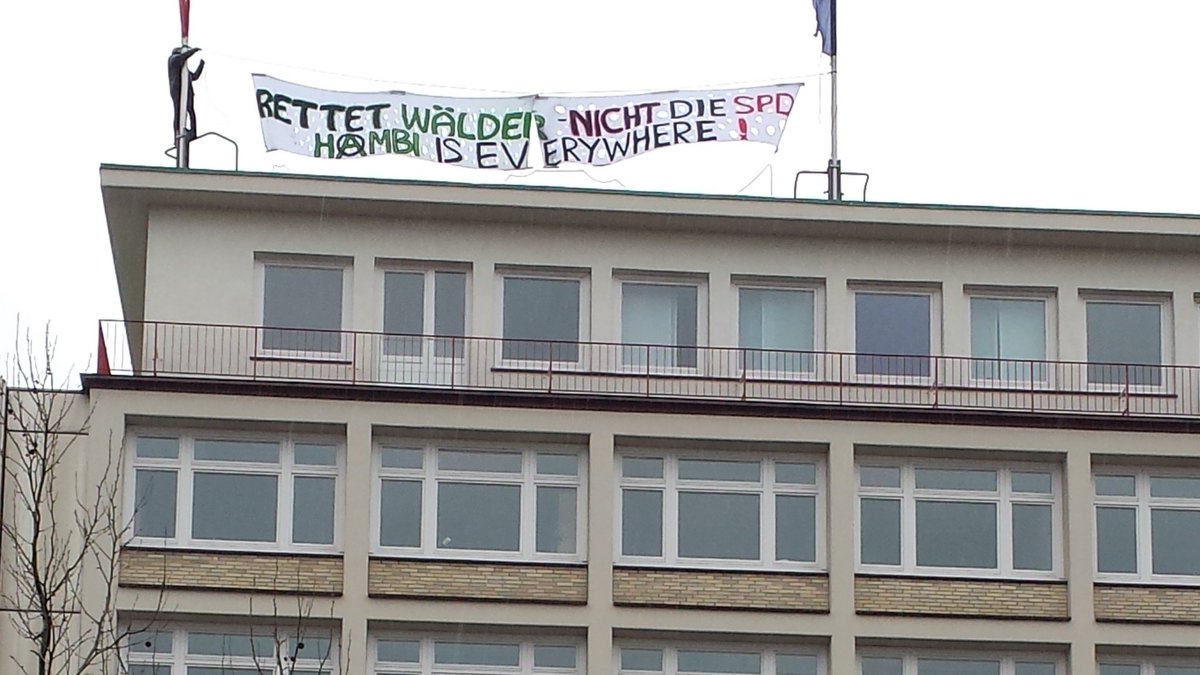 RETTET WÄLDER -NICHT DIE SPD
HAMBI IS EVERYWHERE !